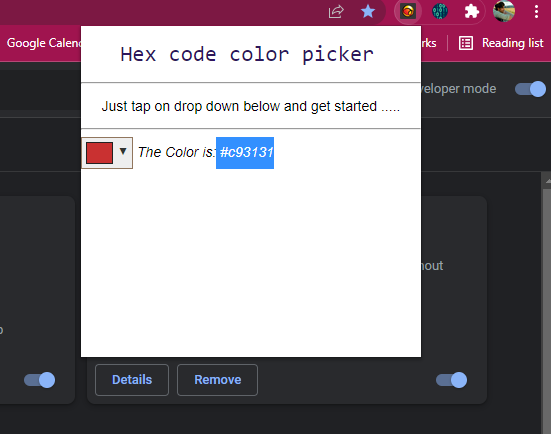 Google Calend
rks
Reading list
Hex code color picker
veloper mode
Just tap on drop down below and get started .....
The Color is: #c93131
hout
Details
Remove